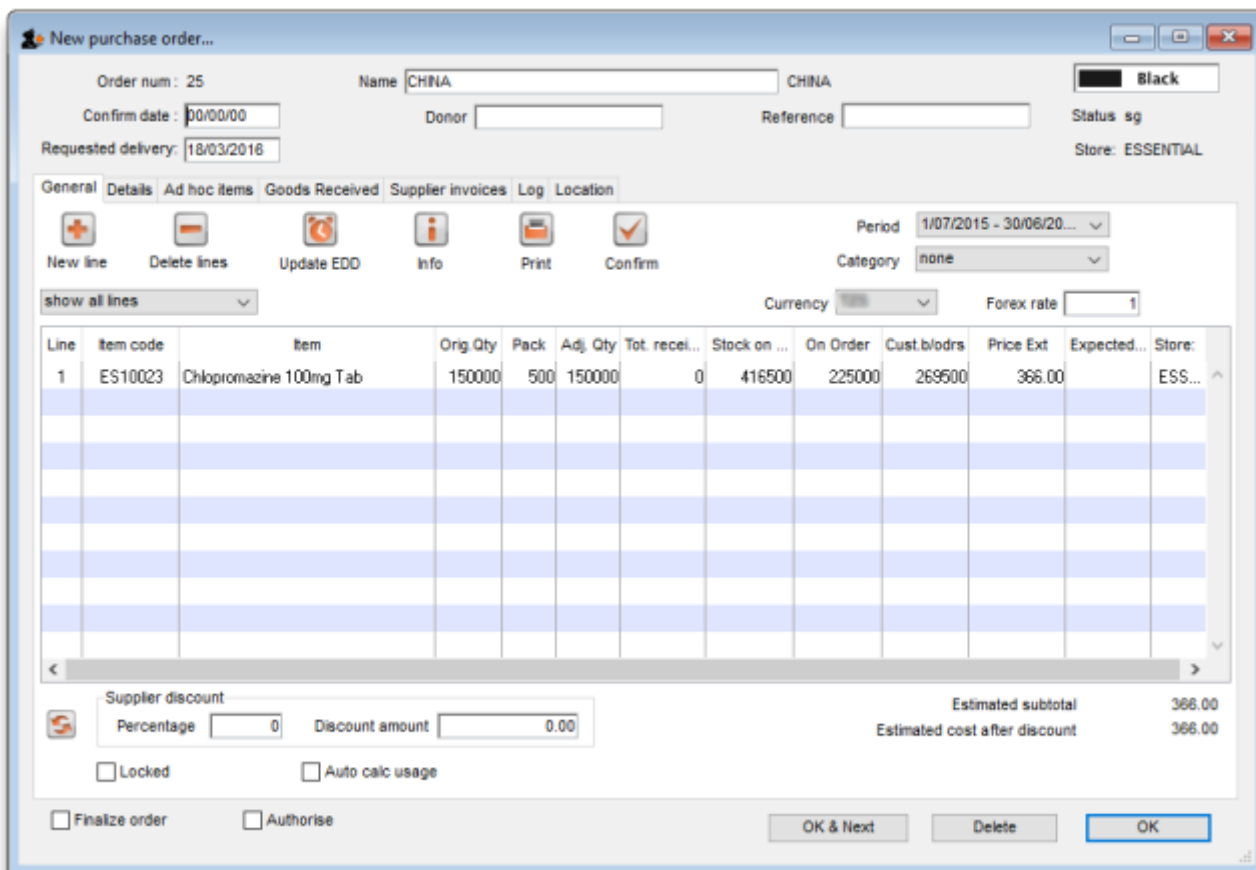 New purchase order...
Order num : 25 Name CHINA CHINA Black
Confirm date : 00/00/00 Donor Reference Status sg
Requested delivery: 18/03/2016 Store: ESSENTIAL
General Details Ad hoc items Goods Received Supplier invoices Log Location
New line Delete lines Update EDD Info Print Confirm
Period 1/07/2015 - 30/06/20...
Category none
show all lines Currency Forex rate 1
Line Item code Item Orig.Qty Pack Adj. Qty Tot. recei... Stock on ... On Order Cust.b/odrs Price Ext Expected... Store:
1 ES10023 Chlopromazine 100mg Tab 150000 500 150000 0 416500 225000 269500 366.00 ESS...
Supplier discount
Percentage 0 Discount amount 0.00
Estimated subtotal 366.00
Estimated cost after discount 366.00
Locked Auto calc usage
Finalize order Authorise OK & Next Delete OK